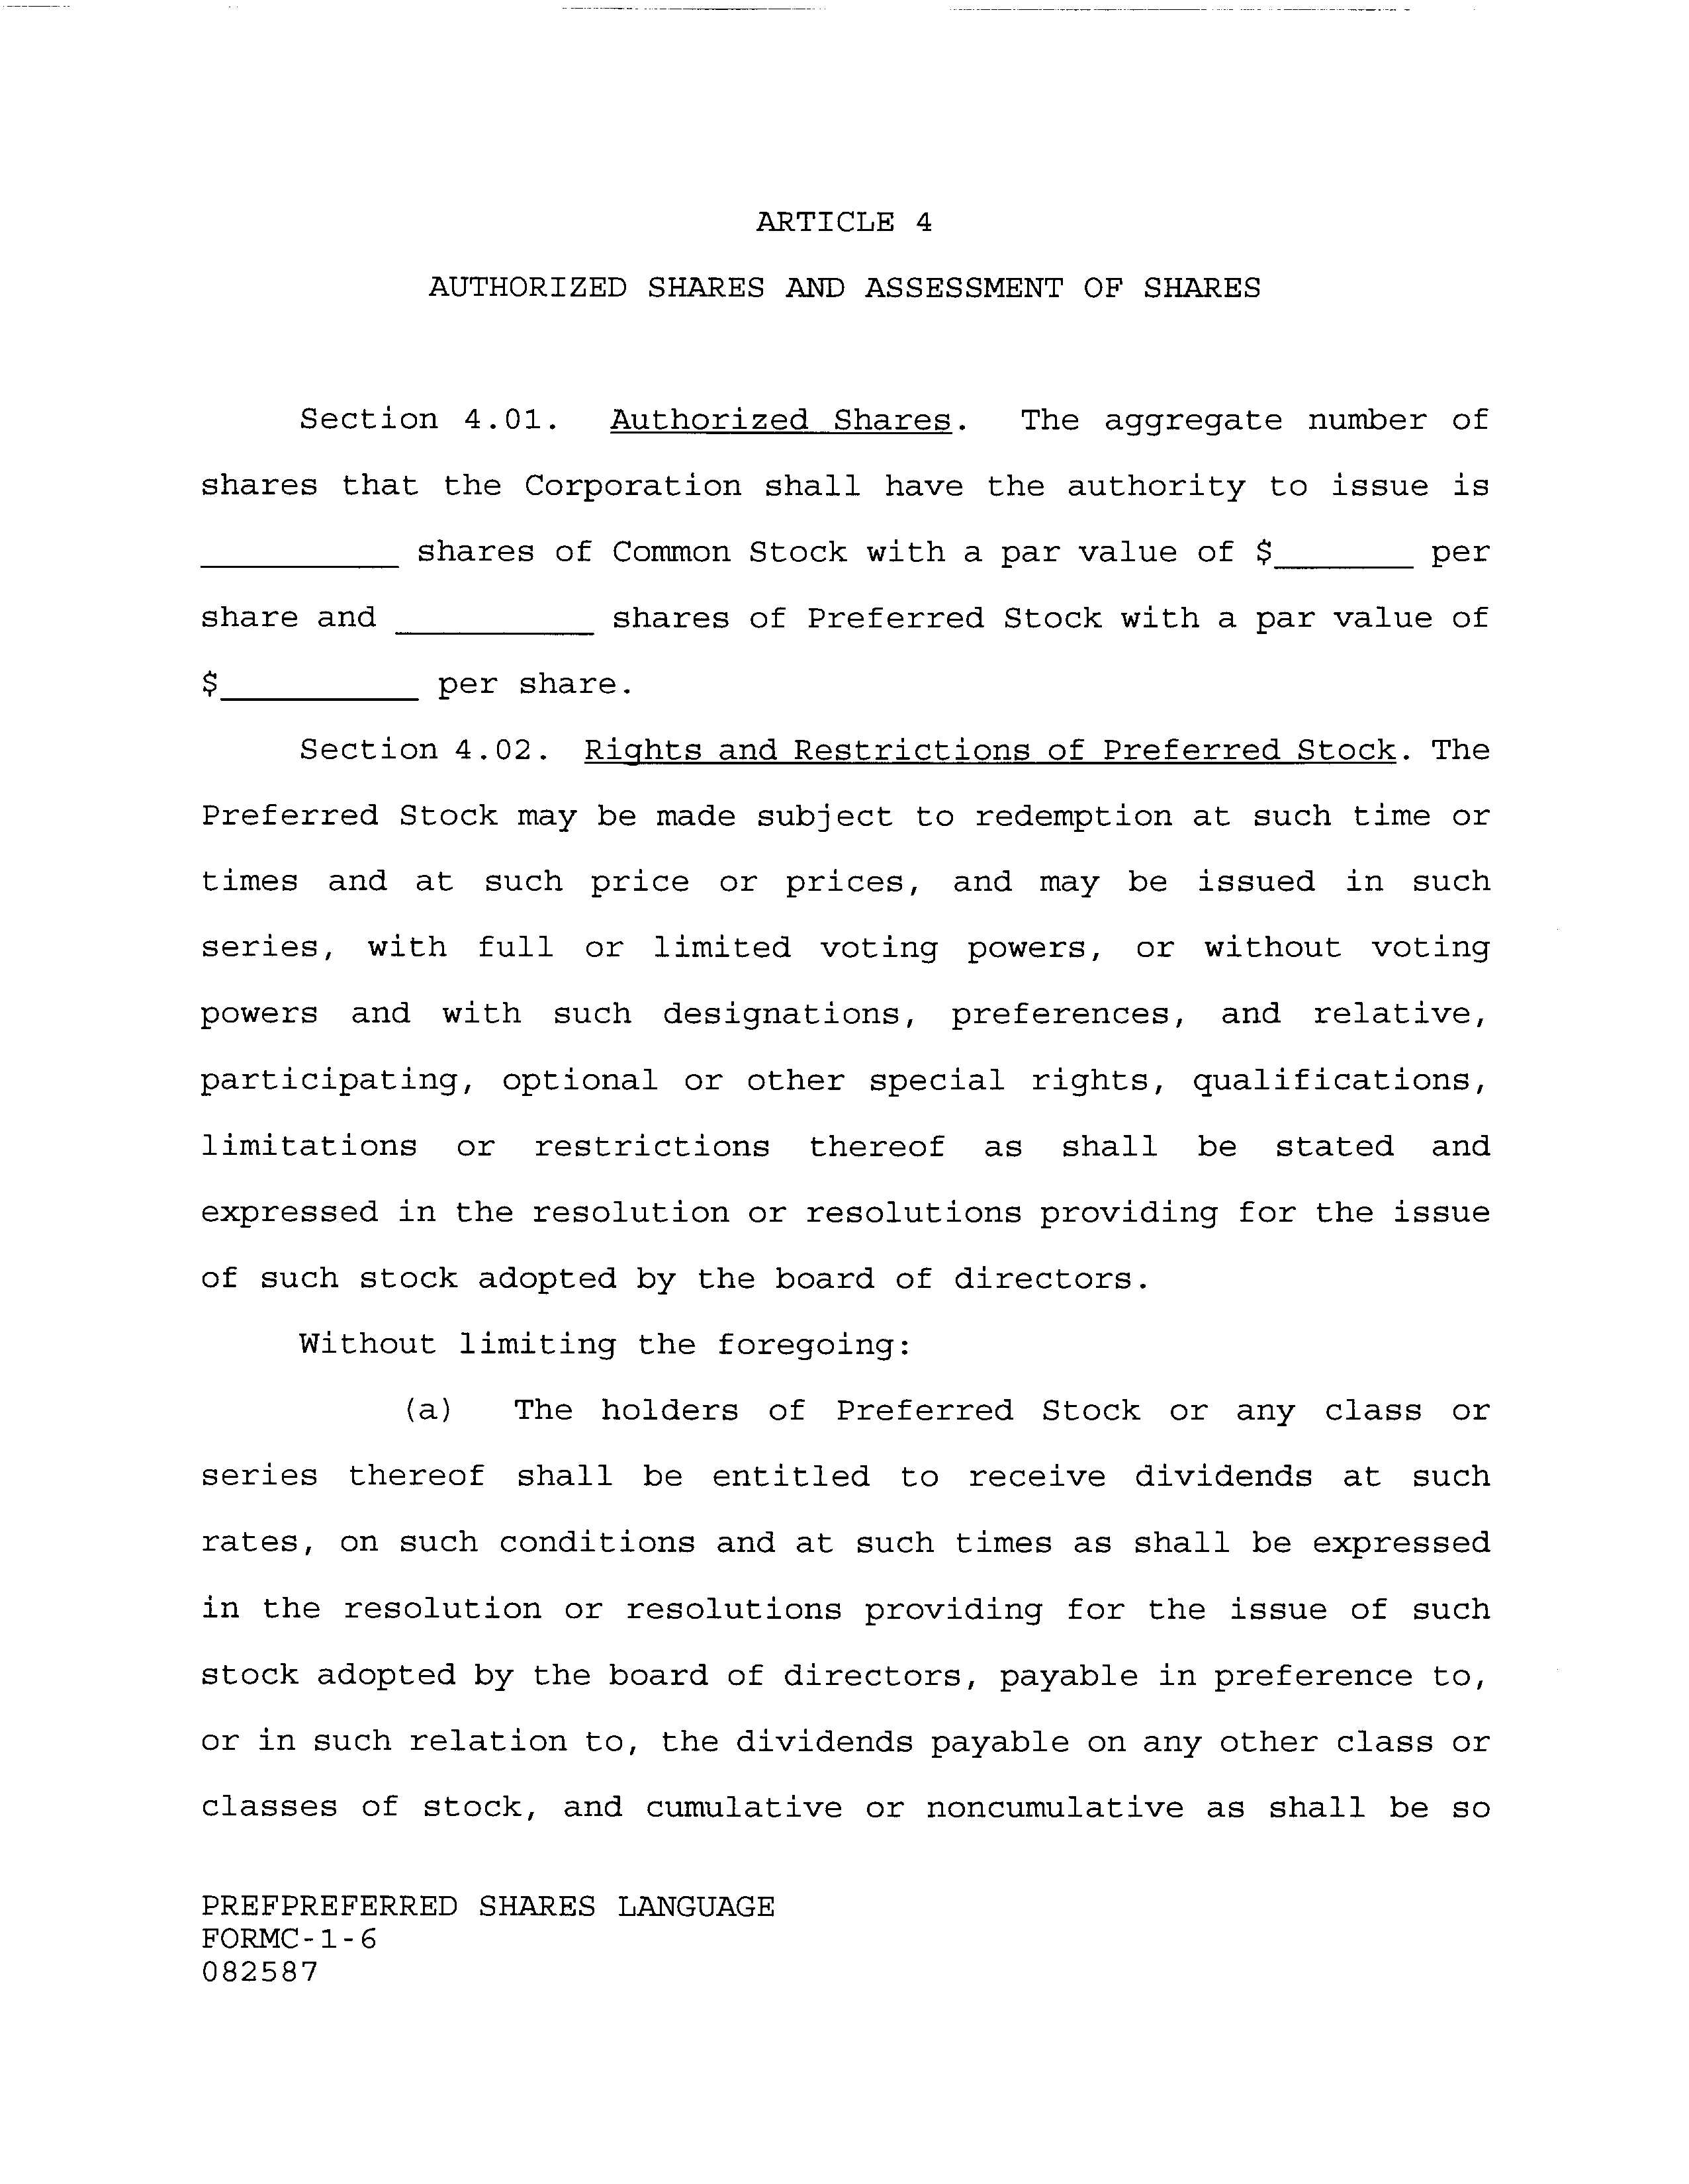 ARTICLE 4
AUTHORIZED SHARES AND ASSESSMENT OF SHARES
Section 4.01. Authorized Shares. The aggregate number of
shares that the Corporation shall have the authority to issue is
__________ shares of Common Stock with a par value of $_______ per
share and __________ shares of Preferred Stock with a par value of
$__________ per share.
Section 4.02. Rights and Restrictions of Preferred Stock. The
Preferred Stock may be made subject to redemption at such time or
times and at such price or prices, and may be issued in such
series, with full or limited voting powers, or without voting
powers and with such designations, preferences, and relative,
participating, optional or other special rights, qualifications,
limitations or restrictions thereof as shall be stated and
expressed in the resolution or resolutions providing for the issue
of such stock adopted by the board of directors.
Without limiting the foregoing:
(a) The holders of Preferred Stock or any class or
series thereof shall be entitled to receive dividends at such
rates, on such conditions and at such times as shall be expressed
in the resolution or resolutions providing for the issue of such
stock adopted by the board of directors, payable in preference to,
or in such relation to, the dividends payable on any other class or
classes of stock, and cumulative or noncumulative as shall be so
PREFPREFERRED SHARES LANGUAGE
FORMC-1-6
082587